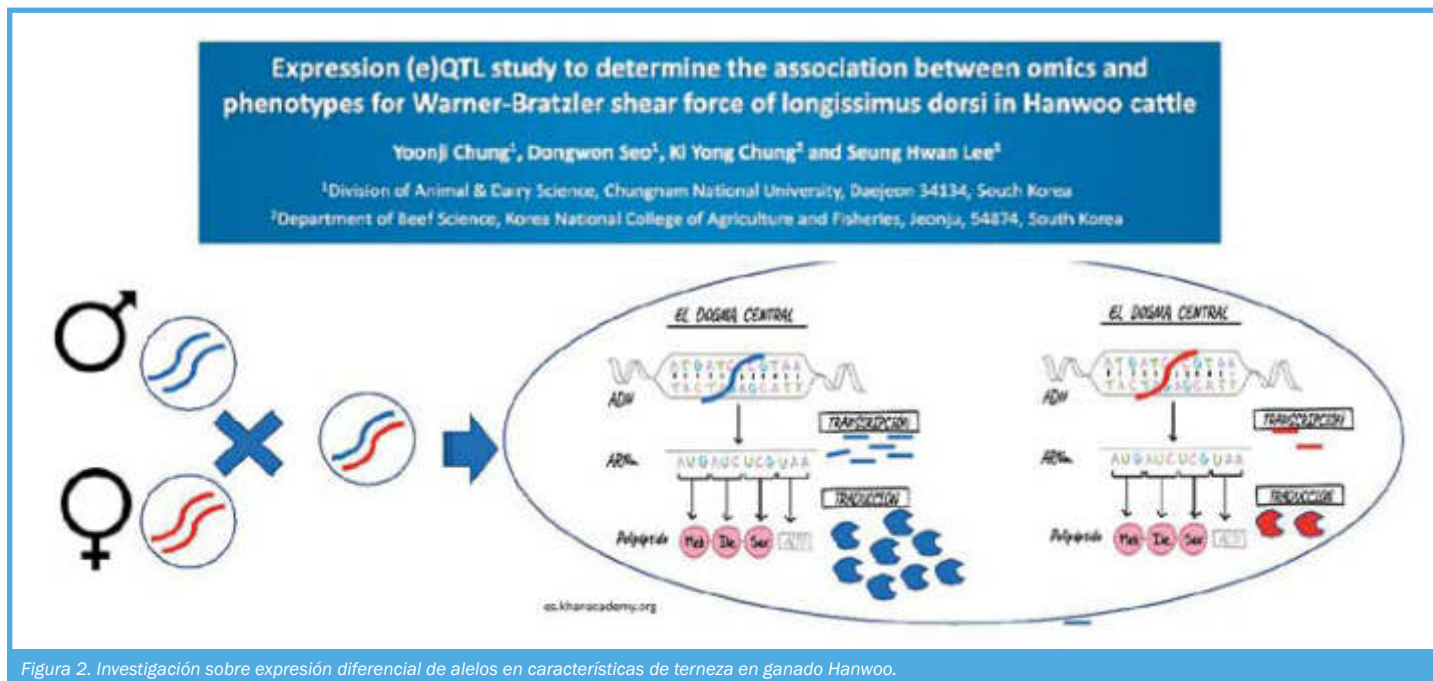 Expression (e)QTL study to determine the association between omics and
phenotypes for Warner-Bratzler shear force of longissimus dorsi in Hanwoo cattle
Yoonji Chung¹, Dongwon Seo¹, Ki Yong Chung² and Seung Hwan Lee¹
¹Division of Animal & Dairy Science, Chungnam National University, Daejeon 34134, South Korea
²Department of Beef Science, Korea National College of Agriculture and Fisheries, Jeonju, 54874, South Korea
EL DOGMA CENTRAL
ADN
TRANSCRIPCIÓN
ARNm
AUGAUCUCGUAA
TRADUCCIÓN
Polipéptido
Met Ile Ser ALTO
EL DOGMA CENTRAL
ADN
TRANSCRIPCIÓN
ARNm
AUGAUCUCGUAA
TRADUCCIÓN
Polipéptido
Met Ile Ser ALTO
es.khanacademy.org
Figura 2. Investigación sobre expresión diferencial de alelos en características de terneza en ganado Hanwoo.